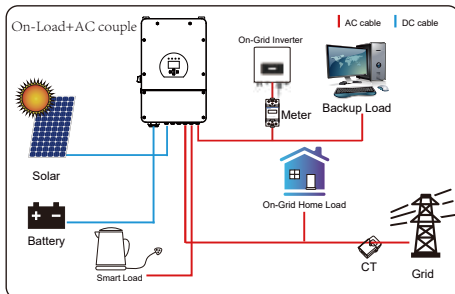 On-Load+AC couple
AC cable
DC cable
On-Grid Inverter
Meter
Backup Load
Solar
On-Grid Home Load
Battery
Smart Load
CT
Grid